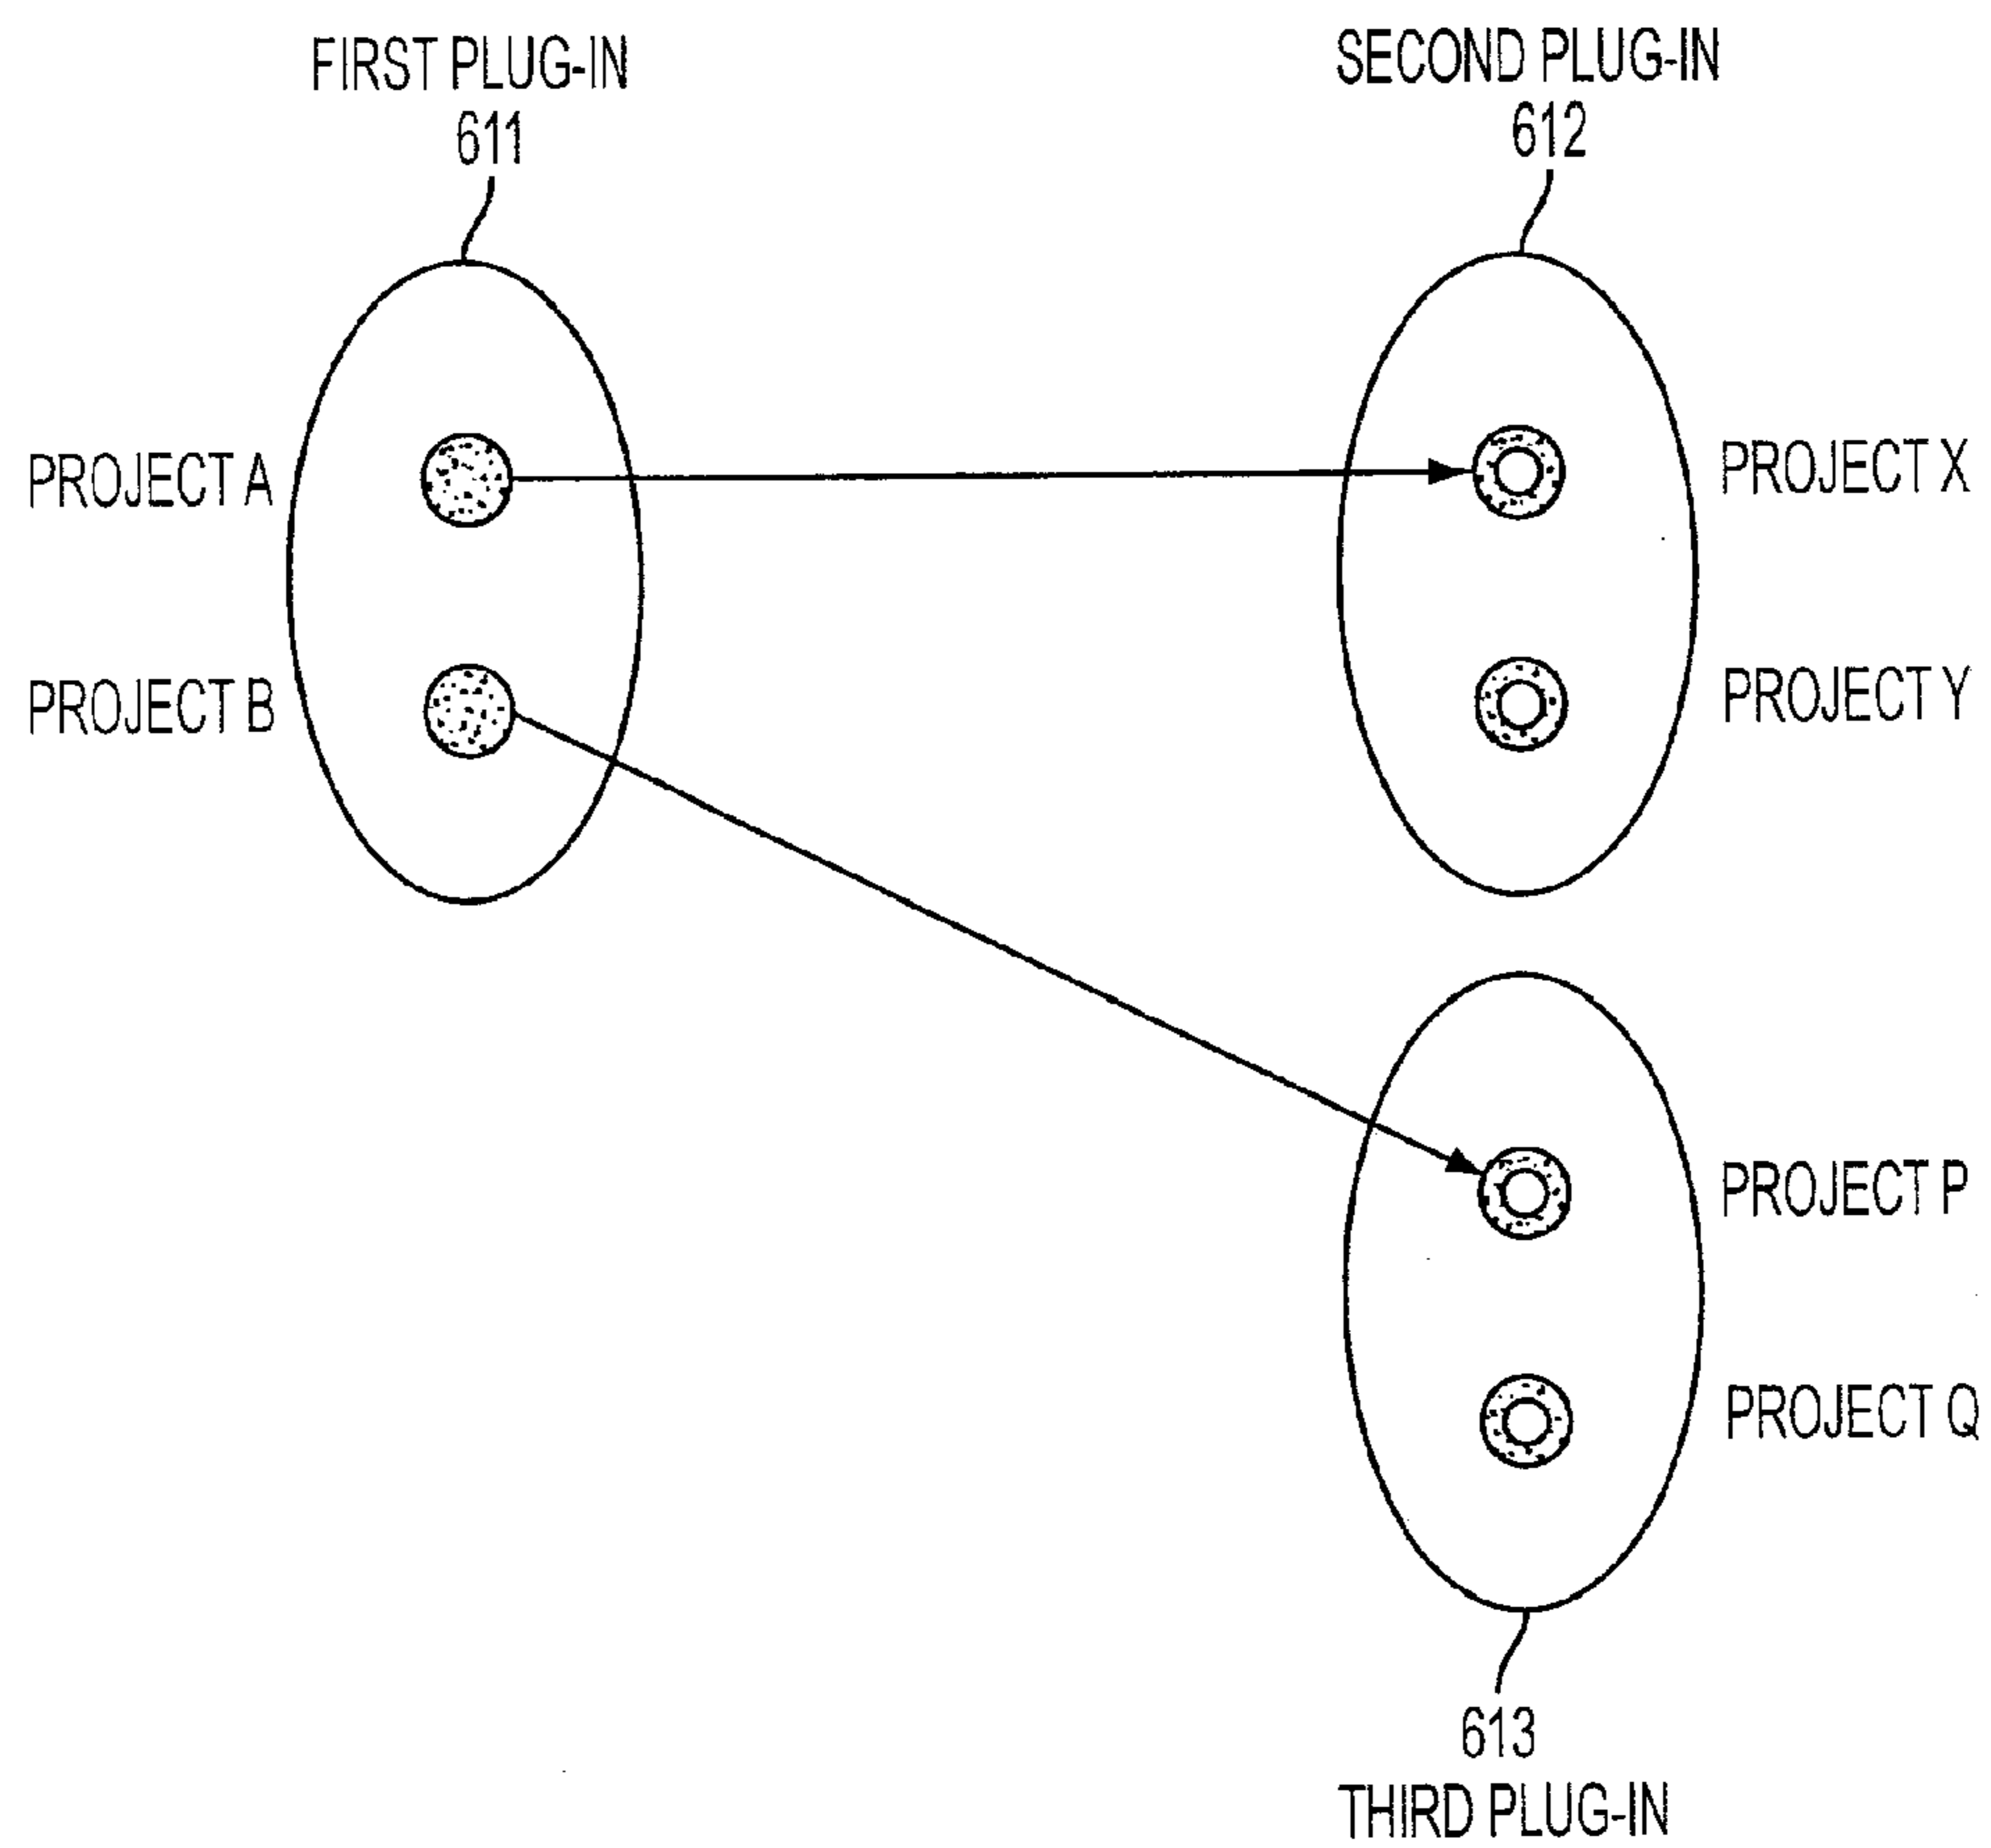 FIRST PLUG-IN
611
SECOND PLUG-IN
612
PROJECT A
PROJECT X
PROJECT B
PROJECT Y
PROJECT P
PROJECT Q
613
THIRD PLUG-IN